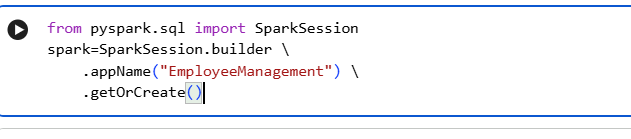 from pyspark.sql import SparkSession
spark=SparkSession.builder \
    .appName("EmployeeManagement") \
    .getOrCreate()